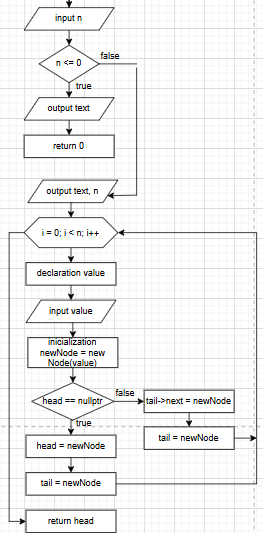 input n
n <= 0
false
true
output text
return 0
output text, n
i = 0; i < n; i++
declaration value
input value
inicialization
newNode = new
Node(value)
head == nullptr
false
tail->next = newNode
true
tail = newNode
head = newNode
tail = newNode
return head